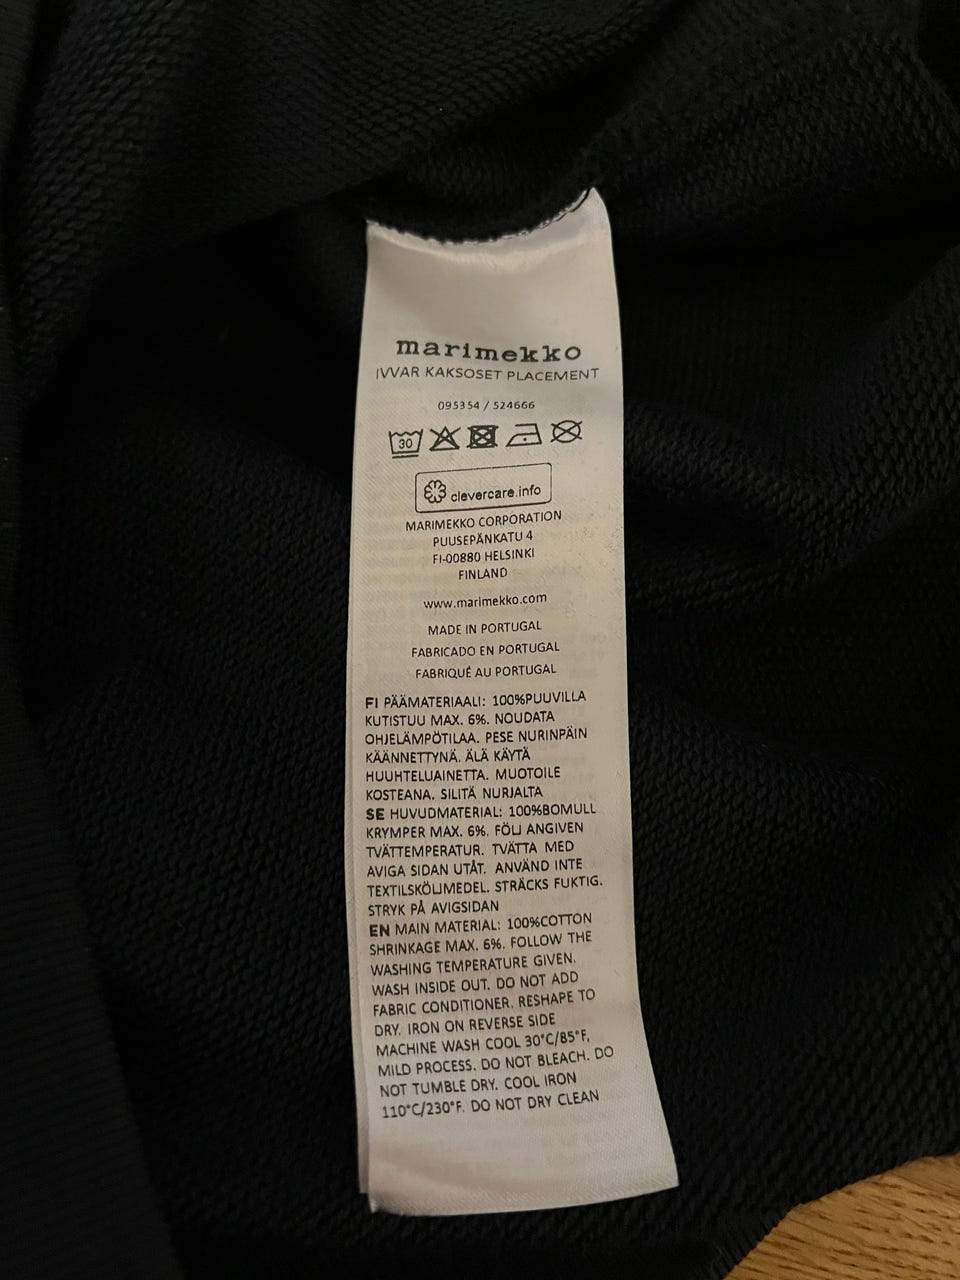 marimekko
IVVAR KAKSOSET PLACEMENT
095354 / 524666
30
clevercare.info
MARIMEKKO CORPORATION
PUUSEPÄNKATU 4
FI-00880 HELSINKI
FINLAND
www.marimekko.com
MADE IN PORTUGAL
FABRICADO EN PORTUGAL
FABRIQUÉ AU PORTUGAL
FI PÄÄMATERIAALI: 100%PUUVILLA
KUTISTUU MAX. 6%. NOUDATA
OHJELÄMPÖTILAA. PESE NURINPÄIN
KÄÄNNETTYNÄ. ÄLÄ KÄYTÄ
HUUHTELUAINETTA. MUOTOILE
KOSTEANA. SILITÄ NURJALTA
SE HUVUDMATERIAL: 100%BOMULL
KRYMPER MAX. 6%. FÖLJ ANGIVEN
TVÄTTEMPERATUR. TVÄTTA MED
AVIGA SIDAN UTÅT. ANVÄND INTE
TEXTILSKÖLJMEDEL. STRÄCKS FUKTIG.
STRYK PÅ AVIGSIDAN
EN MAIN MATERIAL: 100%COTTON
SHRINKAGE MAX. 6%. FOLLOW THE
WASHING TEMPERATURE GIVEN.
WASH INSIDE OUT. DO NOT ADD
FABRIC CONDITIONER. RESHAPE TO
DRY. IRON ON REVERSE SIDE
MACHINE WASH COOL 30°C/85°F,
MILD PROCESS. DO NOT BLEACH. DO
NOT TUMBLE DRY. COOL IRON
110°C/230°F. DO NOT DRY CLEAN